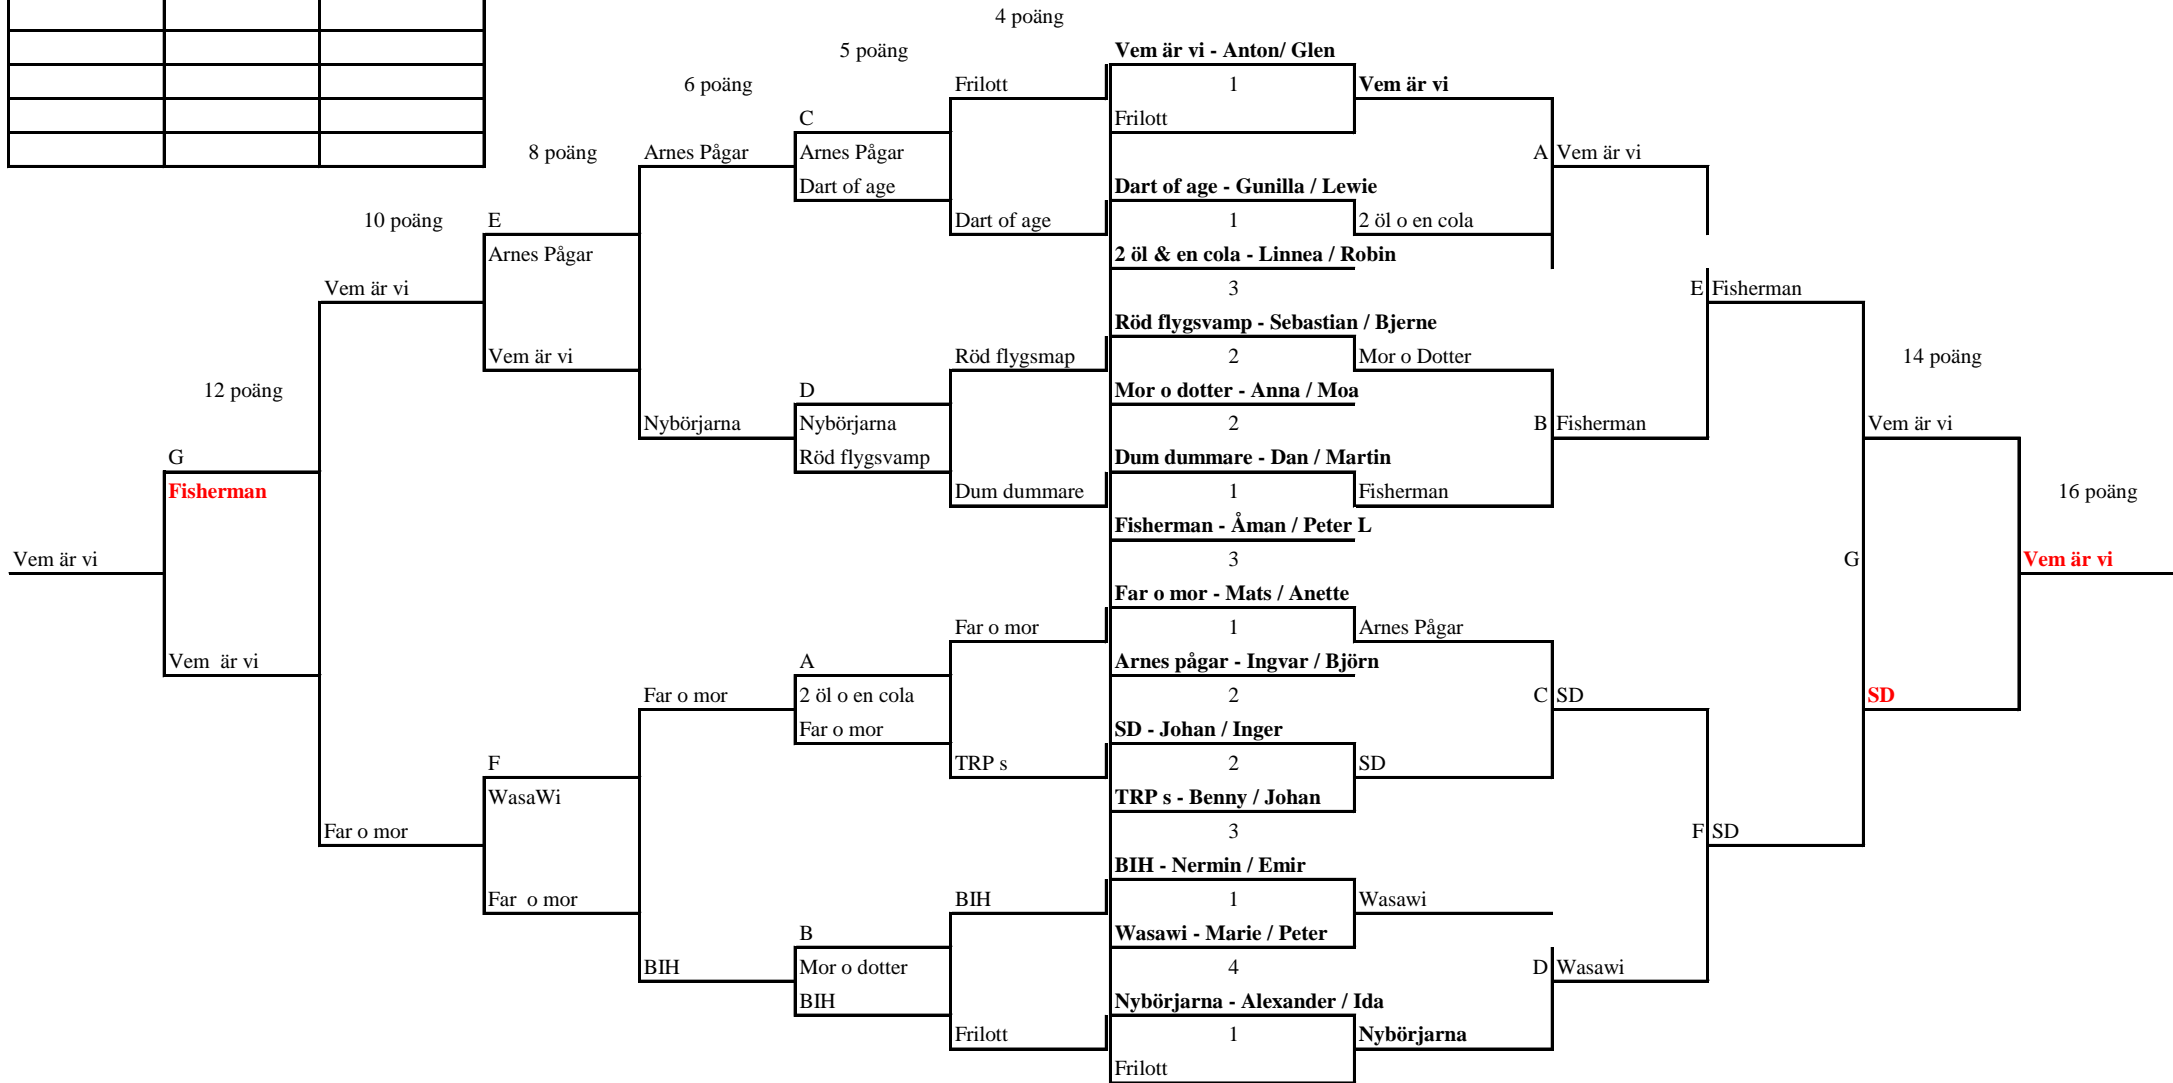 4 poäng
5 poäng
Vem är vi - Anton/ Glen
6 poäng
Frilott
1
Vem är vi
C
Frilott
8 poäng
Arnes Pågar
Arnes Pågar
A
Vem är vi
Dart of age
Dart of age - Gunilla / Lewie
10 poäng
E
Dart of age
1
2 öl o en cola
Arnes Pågar
2 öl & en cola - Linnea / Robin
Vem är vi
3
E
Fisherman
Röd flygsvamp - Sebastian / Bjerne
Vem är vi
Röd flygsmap
2
Mor o Dotter
14 poäng
12 poäng
D
Mor o dotter - Anna / Moa
Nybörjarna
Nybörjarna
2
B
Fisherman
Vem är vi
G
Röd flygsvamp
Dum dummare - Dan / Martin
Fisherman
Dum dummare
1
Fisherman
16 poäng
Fisherman - Åman / Peter L
Vem är vi
3
G
Vem är vi
Far o mor - Mats / Anette
Far o mor
1
Arnes Pågar
Vem  är vi
A
Arnes pågar - Ingvar / Björn
Far o mor
2 öl o en cola
2
C
SD
SD
Far o mor
SD - Johan / Inger
F
TRP s
2
SD
WasaWi
TRP s - Benny / Johan
Far o mor
3
F
SD
BIH - Nermin / Emir
Far  o mor
BIH
1
Wasawi
B
Wasawi - Marie / Peter
BIH
Mor o dotter
4
D
Wasawi
BIH
Nybörjarna - Alexander / Ida
Frilott
1
Nybörjarna
Frilott